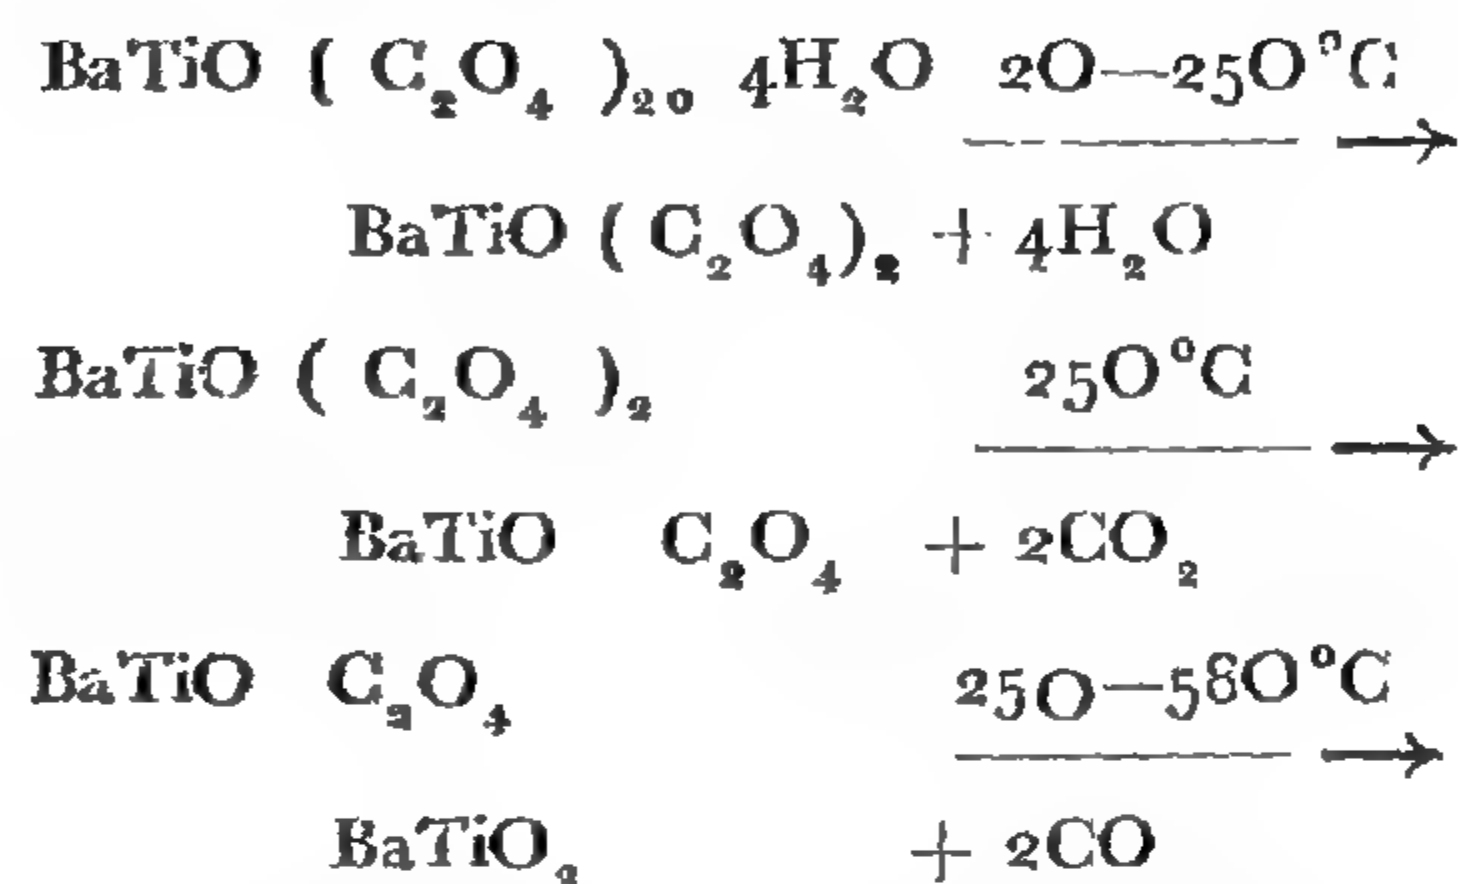 BaTiO ( C₂O₄ )₂₀ 4H₂O 20—250°C →
BaTiO ( C₂O₄)₂ + 4H₂O
BaTiO ( C₂O₄ )₂ 250°C →
BaTiO C₂O₄ + 2CO₂
BaTiO C₂O₄ 250—580°C →
BaTiO₃ + 2CO